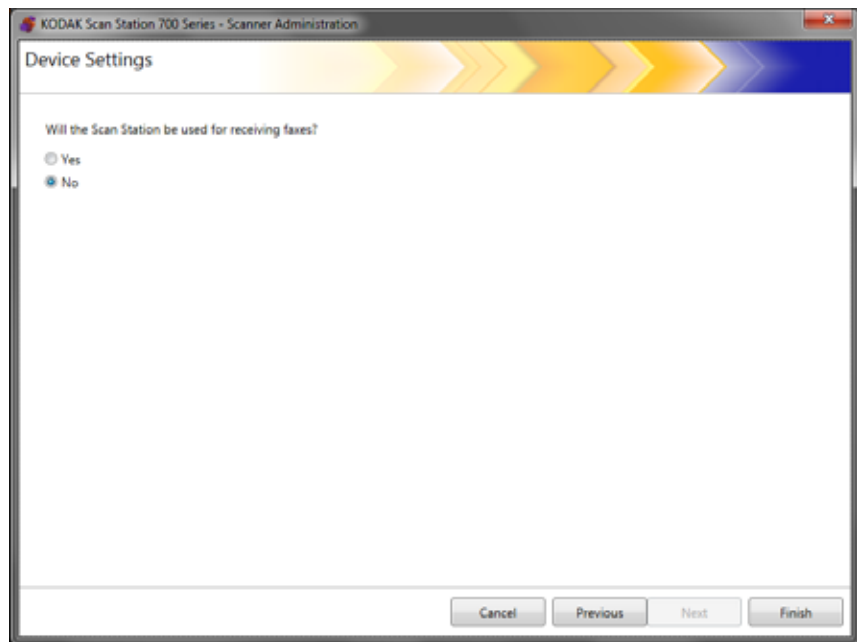 KODAK Scan Station 700 Series - Scanner Administration
Device Settings
Will the Scan Station be used for receiving faxes?
Yes
No
Cancel Previous Next Finish